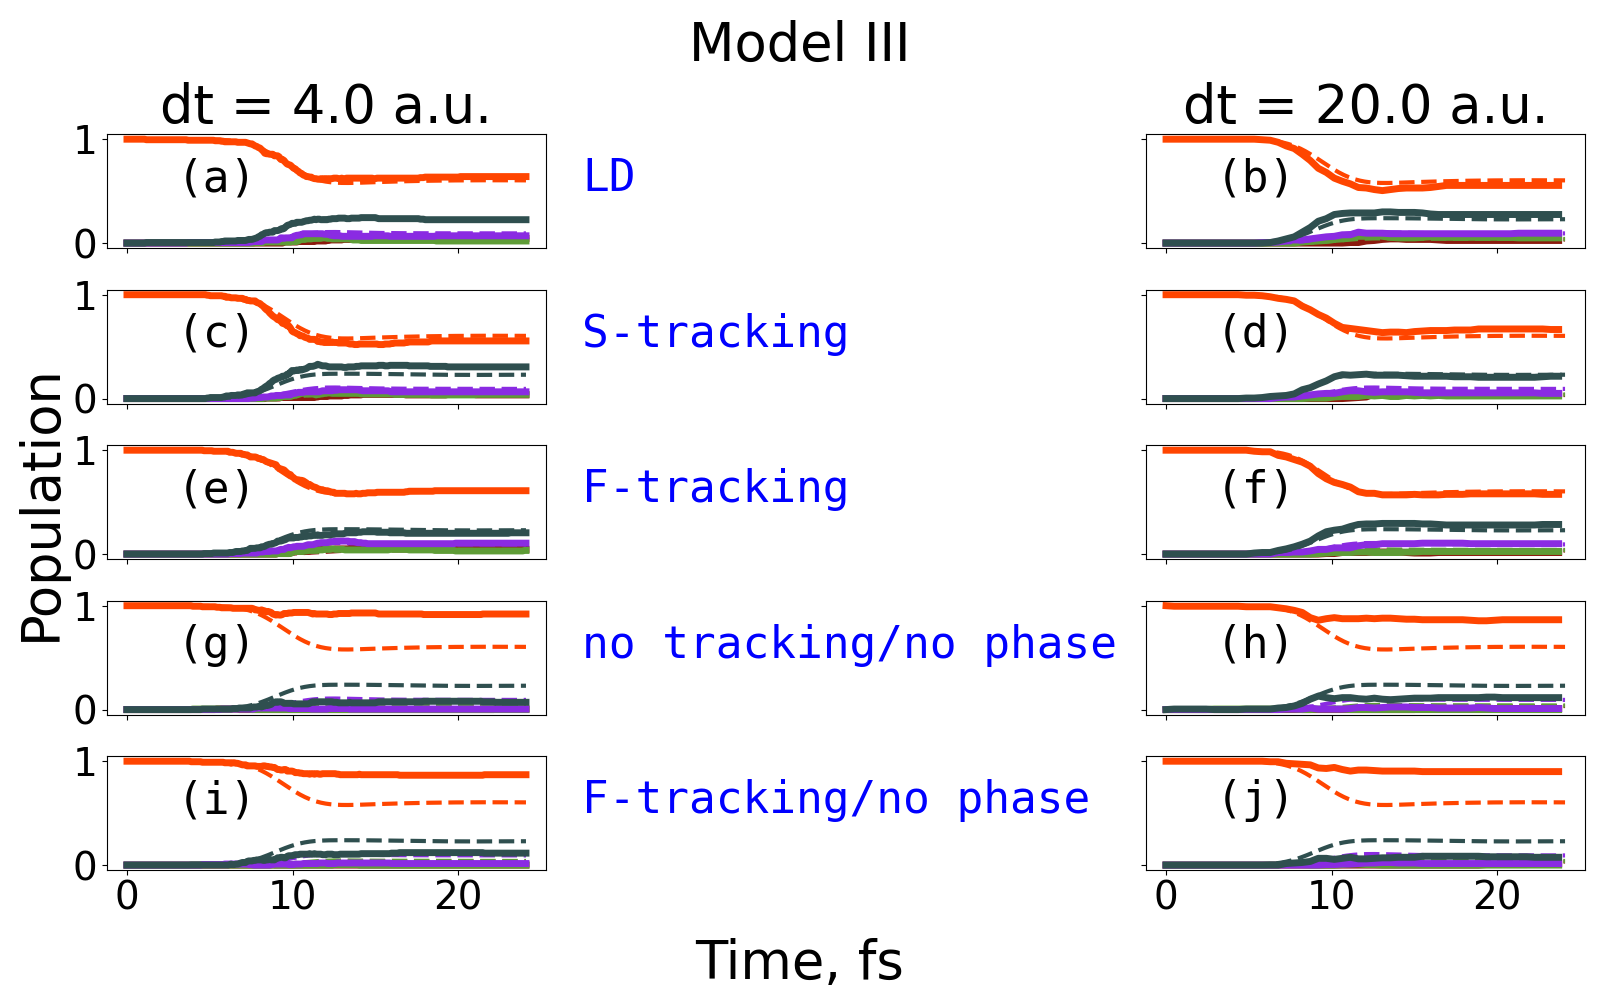 Model III
dt = 4.0 a.u.
dt = 20.0 a.u.
1
0
(a)
LD
(b)
1
0
(c)
S-tracking
(d)
1
0
(e)
F-tracking
(f)
1
0
(g)
no tracking/no phase
(h)
1
0
(i)
F-tracking/no phase
(j)
0 10 20
0 10 20
Population
Time, fs